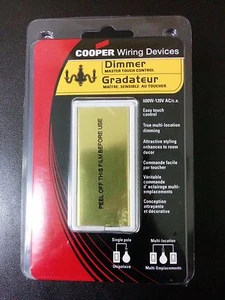 COOPER Wiring Devices
Dimmer
MASTER TOUCH CONTROL
Gradateur
MAÎTRE, SENSIBLE AU TOUCHER
600W-120V AC
Easy touch
control
True multi-location
dimming
Attractive styling
enhances to room
decor
Commande facile
par toucher
Véritable
commande
d'éclairage multi-
emplacements
Conception
attrayante et
décorative
PEEL OFF THIS FILM BEFORE USE
Single pole
Unipolaire
Multi-location
Multi-Emplacements